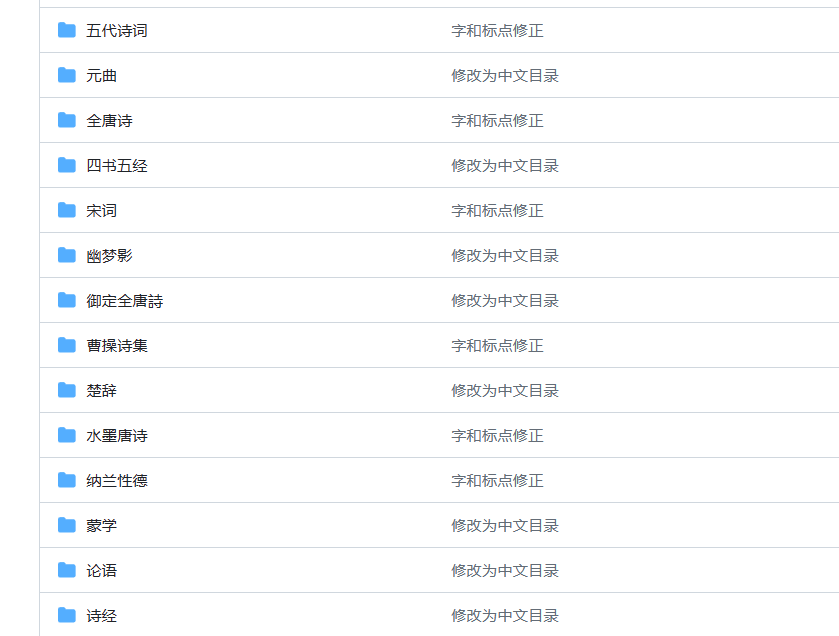 五代诗词 字和标点修正
元曲 修改为中文目录
全唐诗 字和标点修正
四书五经 修改为中文目录
宋词 字和标点修正
幽梦影 修改为中文目录
御定全唐詩 修改为中文目录
曹操诗集 字和标点修正
楚辞 修改为中文目录
水墨唐诗 字和标点修正
纳兰性德 字和标点修正
蒙学 修改为中文目录
论语 修改为中文目录
诗经 修改为中文目录